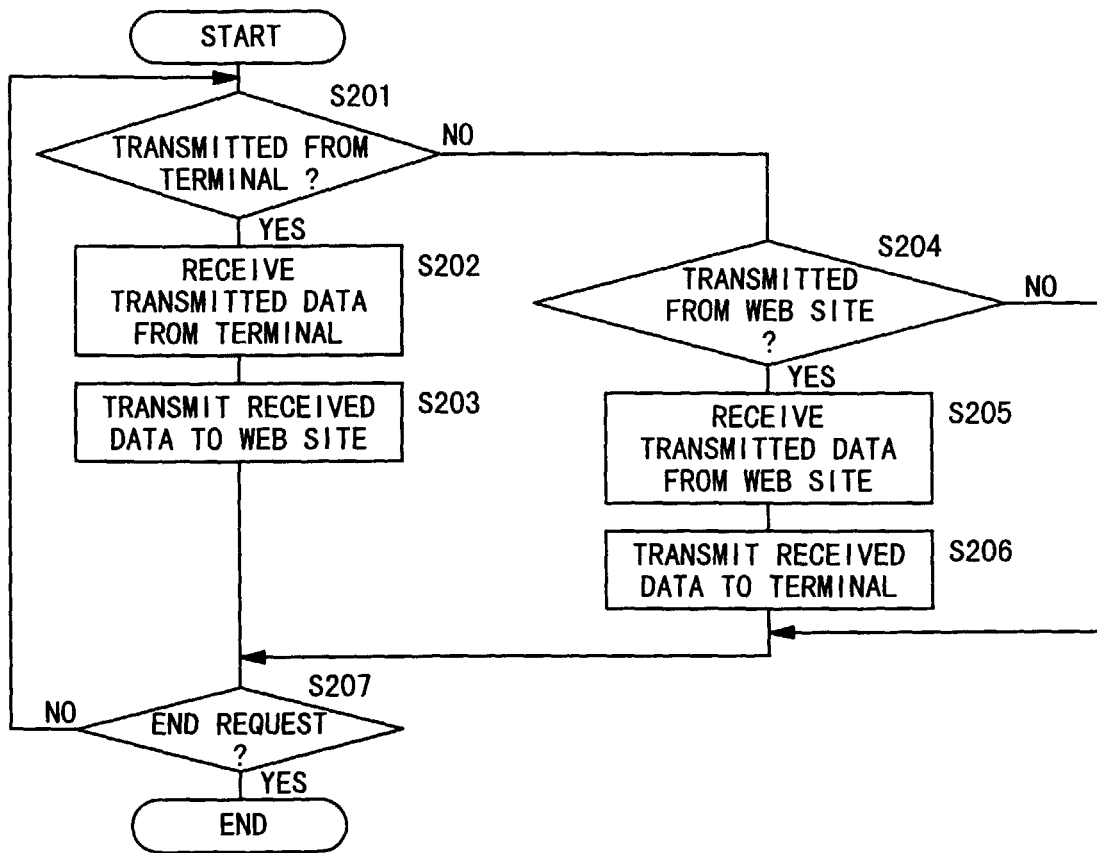 START
S201
TRANSMITTED FROM
TERMINAL ?
NO
YES
RECEIVE
TRANSMITTED DATA
FROM TERMINAL
S202
TRANSMIT RECEIVED
DATA TO WEB SITE
S203
S204
TRANSMITTED
FROM WEB SITE
?
NO
YES
RECEIVE
TRANSMITTED DATA
FROM WEB SITE
S205
TRANSMIT RECEIVED
DATA TO TERMINAL
S206
S207
END REQUEST
?
NO
YES
END